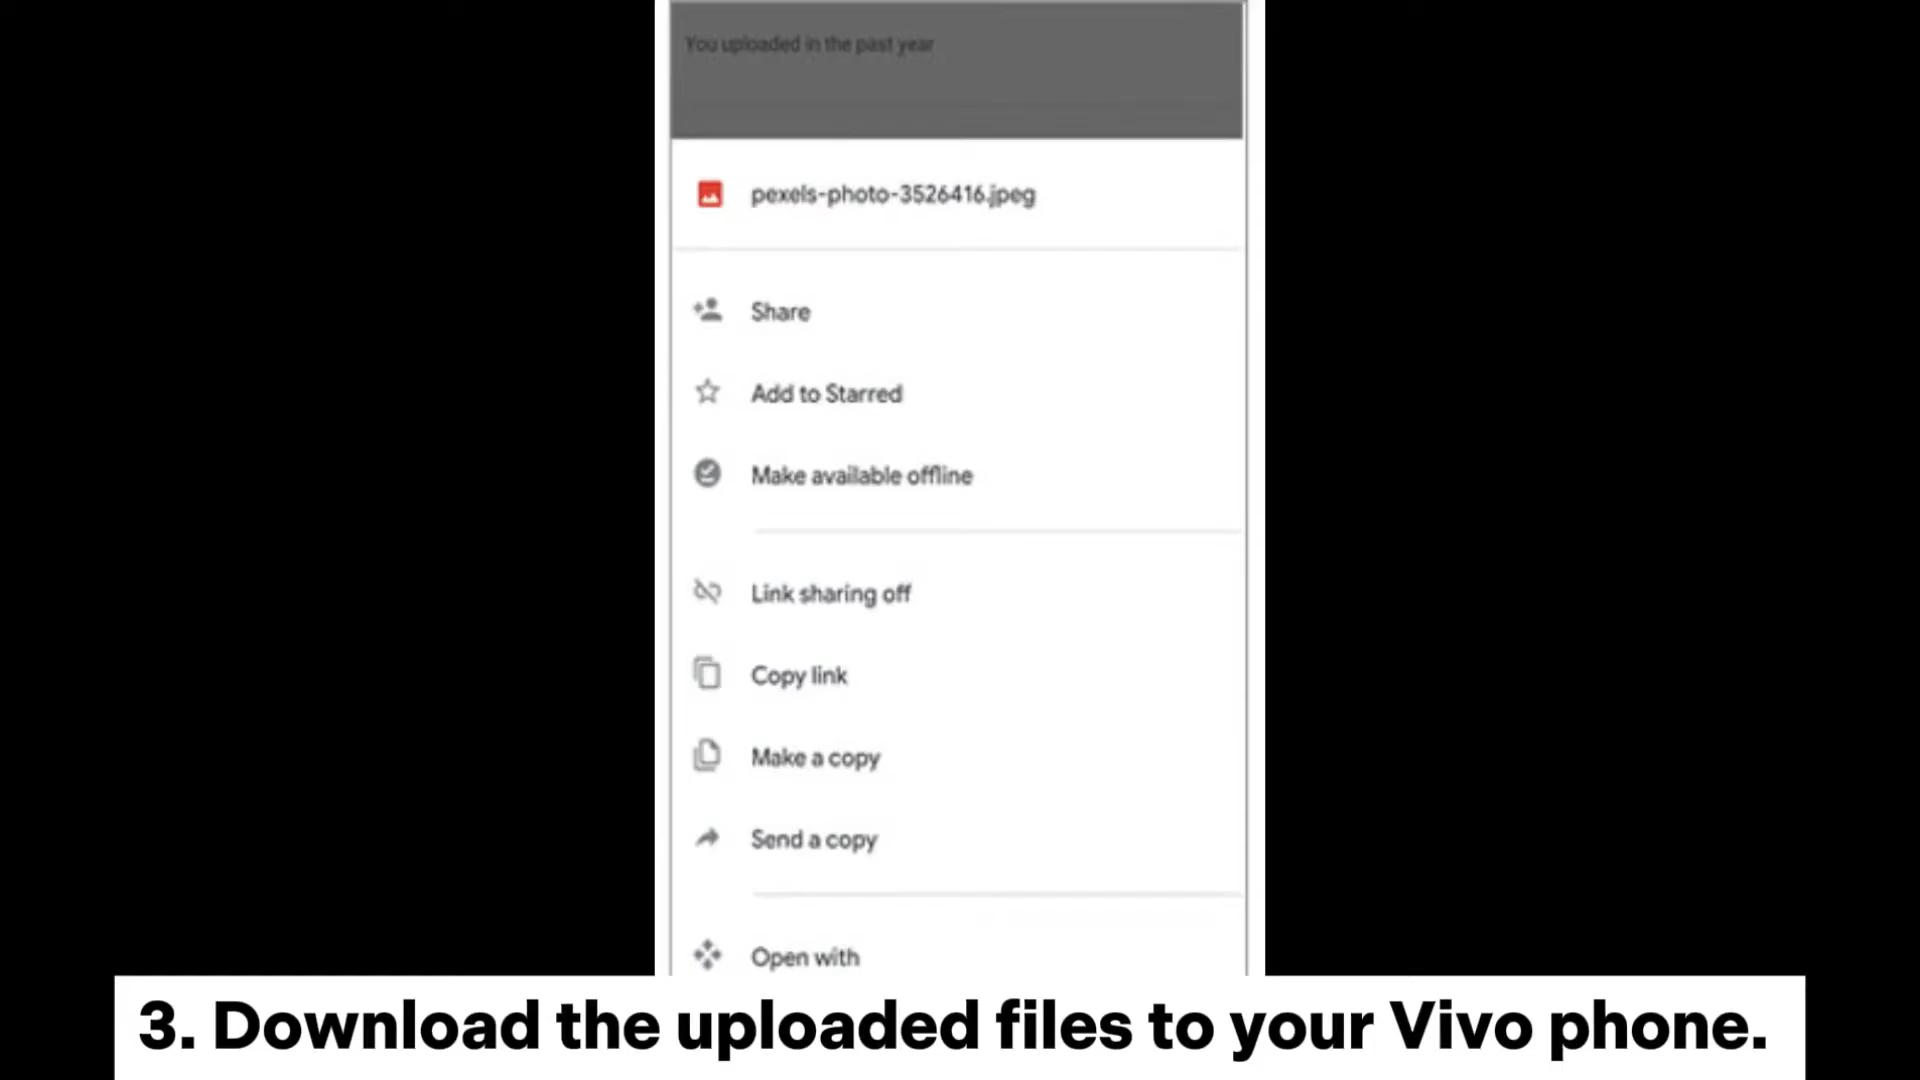 You uploaded in the past year
pexels-photo-3526416.jpeg
Share
Add to Starred
Make available offline
Link sharing off
Copy link
Make a copy
Send a copy
Open with
3. Download the uploaded files to your Vivo phone.